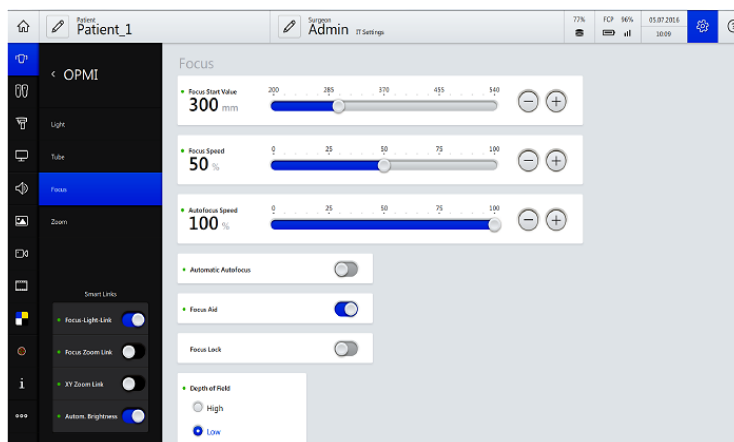 Patient
Patient_1
Surgeon
Admin IT Settings
77%
FCP 96%
05.07.2016
10:09
OPMI
Light
Tube
Focus
Zoom
Smart Links
Focus-Light-Link
Focus Zoom Link
XY Zoom Link
Autom. Brightness
Focus
Focus Start Value
300 mm
200 285 370 455 540
Focus Speed
50 %
0 25 50 75 100
Autofocus Speed
100 %
0 25 50 75 100
Automatic Autofocus
Focus Aid
Focus Lock
Depth of Field
High
Low